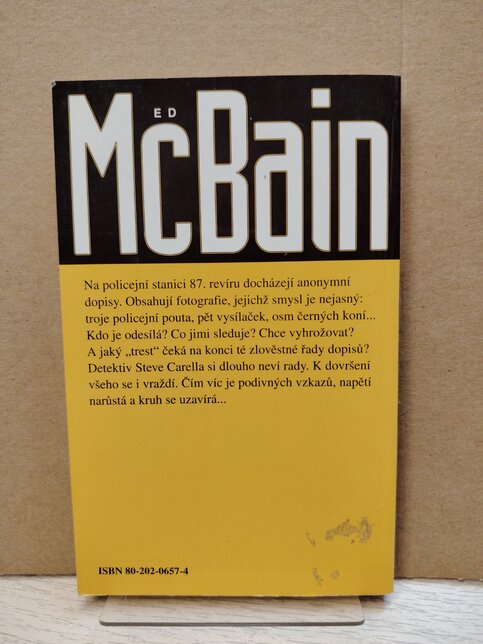 ED
McBain
Na policejní stanici 87. revíru docházejí anonymní
dopisy. Obsahují fotografie, jejichž smysl je nejasný:
troje policejní pouta, pět vysílaček, osm černých koní...
Kdo je odesílá? Co jimi sleduje? Chce vyhrožovat?
A jaký „trest“ čeká na konci té zlověstné řady dopisů?
Detektiv Steve Carella si dlouho neví rady. K dovršení
všeho se i vraždí. Čím víc je podivných vzkazů, napětí
narůstá a kruh se uzavírá...
ISBN 80-202-0657-4